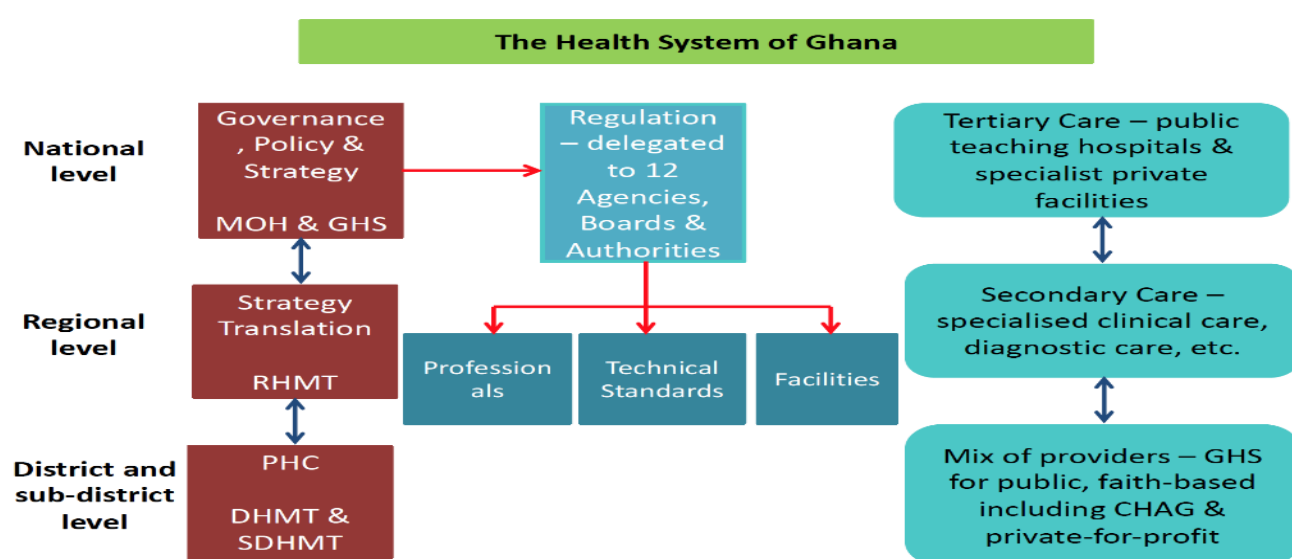 The Health System of Ghana
National
level
Governance
, Policy &
Strategy
MOH & GHS
Regulation
– delegated
to 12
Agencies,
Boards &
Authorities
Tertiary Care – public
teaching hospitals &
specialist private
facilities
Regional
level
Strategy
Translation
RHMT
Profession
als
Technical
Standards
Facilities
Secondary Care –
specialised clinical care,
diagnostic care, etc.
District and
sub-district
level
PHC
DHMT &
SDHMT
Mix of providers – GHS
for public, faith-based
including CHAG &
private-for-profit